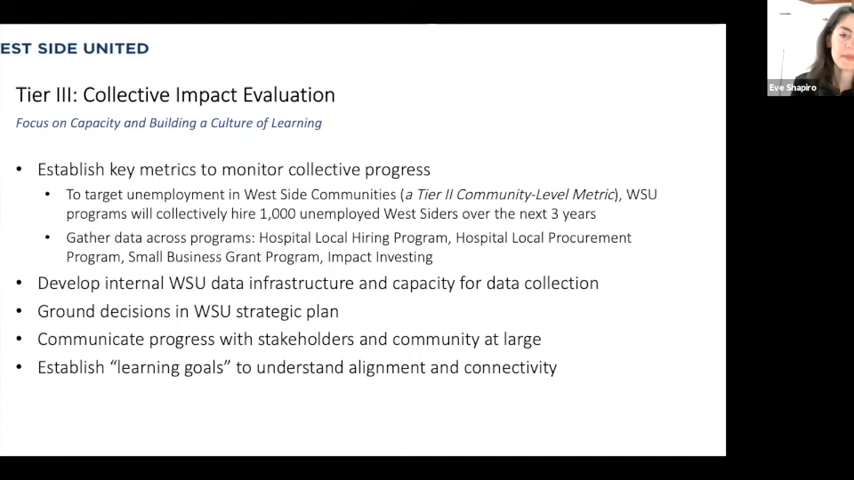 EST SIDE UNITED
Eve Shapiro
Tier III: Collective Impact Evaluation
Focus on Capacity and Building a Culture of Learning
• Establish key metrics to monitor collective progress
• To target unemployment in West Side Communities (a Tier II Community-Level Metric), WSU
programs will collectively hire 1,000 unemployed West Siders over the next 3 years
• Gather data across programs: Hospital Local Hiring Program, Hospital Local Procurement
Program, Small Business Grant Program, Impact Investing
• Develop internal WSU data infrastructure and capacity for data collection
• Ground decisions in WSU strategic plan
• Communicate progress with stakeholders and community at large
• Establish “learning goals” to understand alignment and connectivity